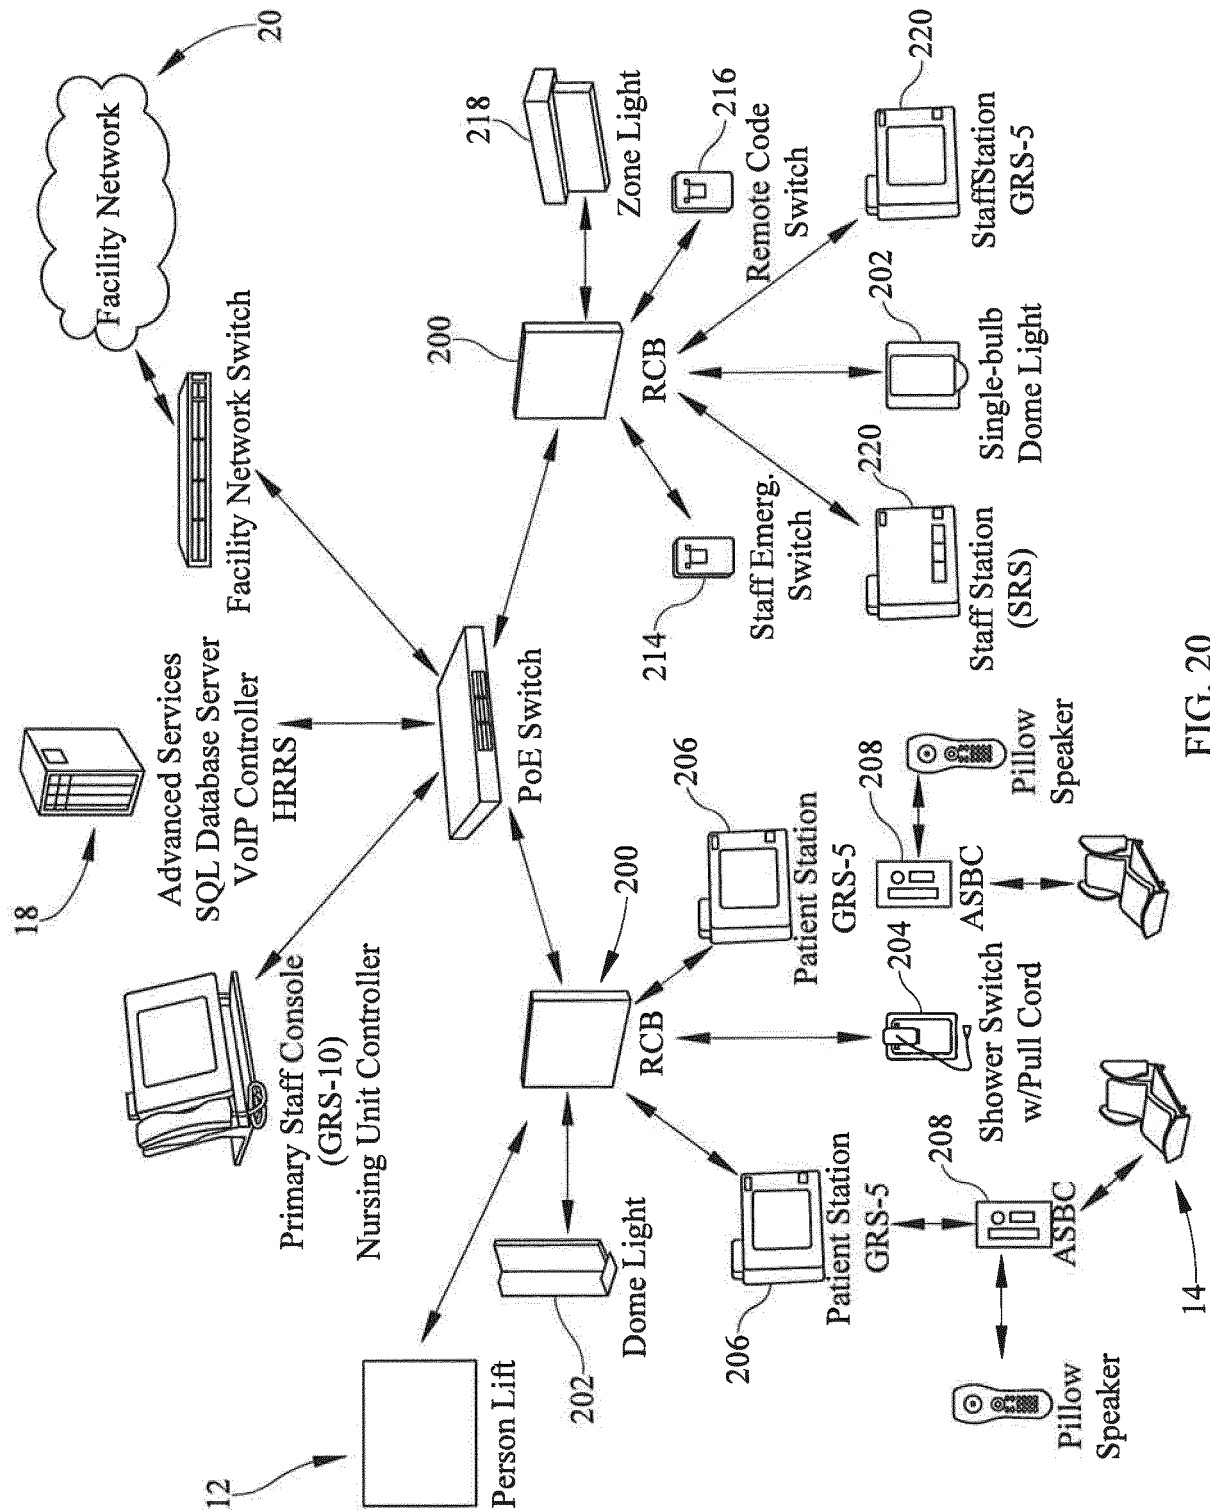 20
Facility Network
Facility Network Switch
18
Advanced Services
SQL Database Server
VoIP Controller
HRRS
Primary Staff Console
(GRS-10)
Nursing Unit Controller
12
Person Lift
PoE Switch
202
Dome Light
200
RCB
200
RCB
218
Zone Light
216
Remote Code
Switch
214
Staff Emerg.
Switch
206
Patient Station
GRS-5
206
Patient Station
GRS-5
204
Shower Switch
w/Pull Cord
208
ASBC
208
ASBC
Pillow
Speaker
Pillow
Speaker
14
220
Staff Station
(SRS)
202
Single-bulb
Dome Light
220
StaffStation
GRS-5
FIG. 20